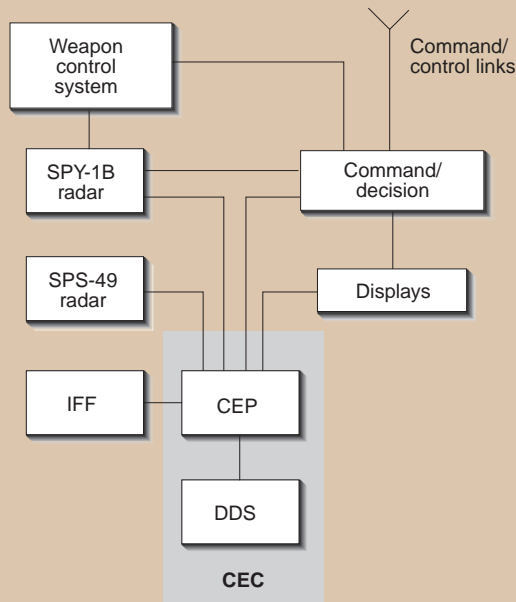 Weapon
control
system
Command/
control links
SPY-1B
radar
Command/
decision
SPS-49
radar
Displays
IFF
CEP
DDS
CEC